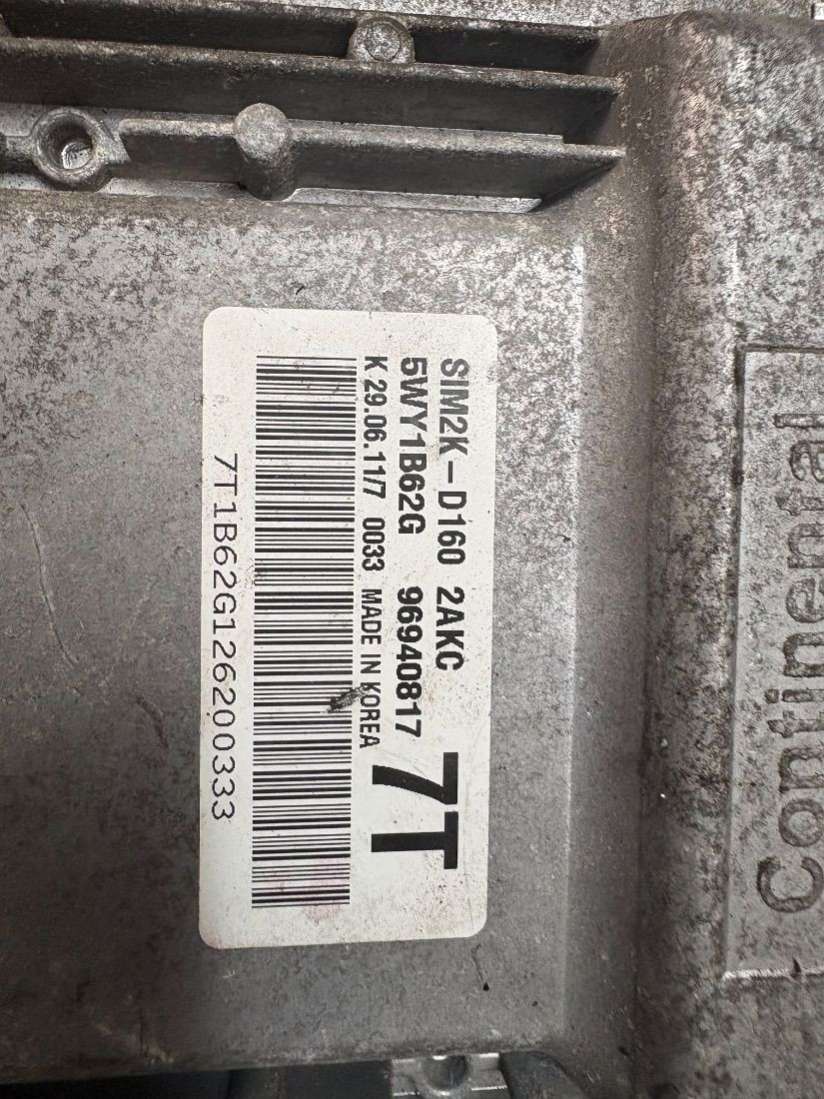 SIM2K-D160 2AKC
5WY1B62G 96940817
7T
K 29.06.11/7 0033 MADE IN KOREA
7T1B62G126200333
Continental